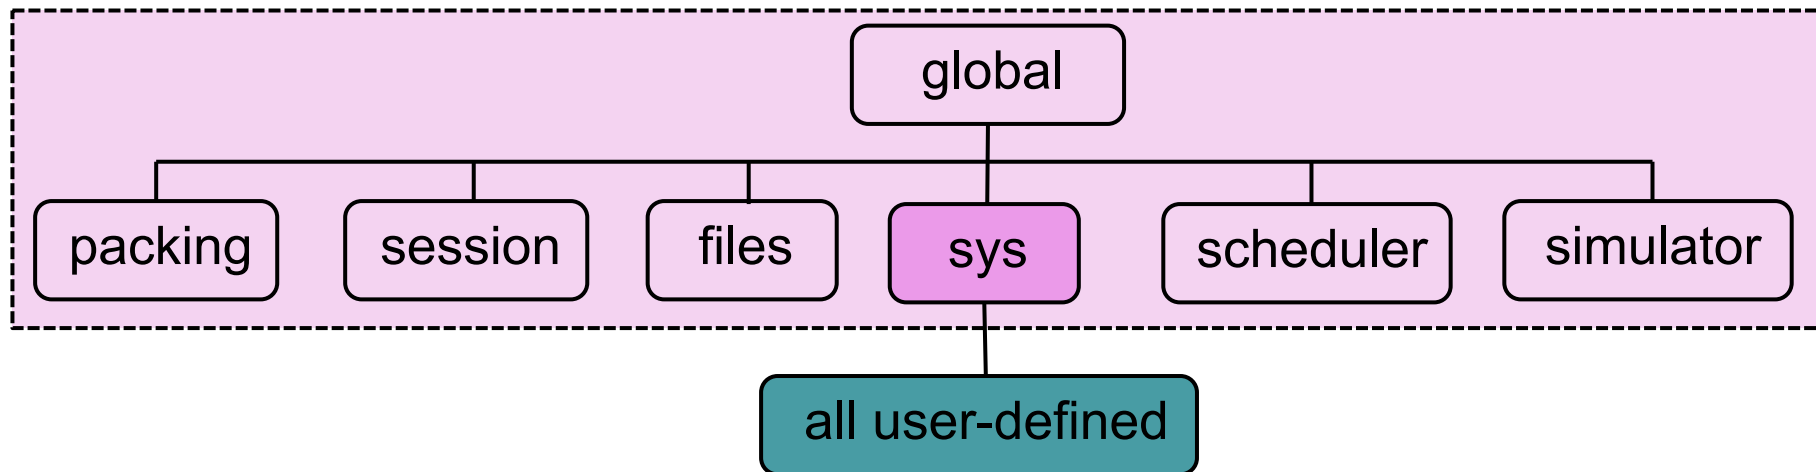 global
packing
session
files
sys
scheduler
simulator
all user-defined